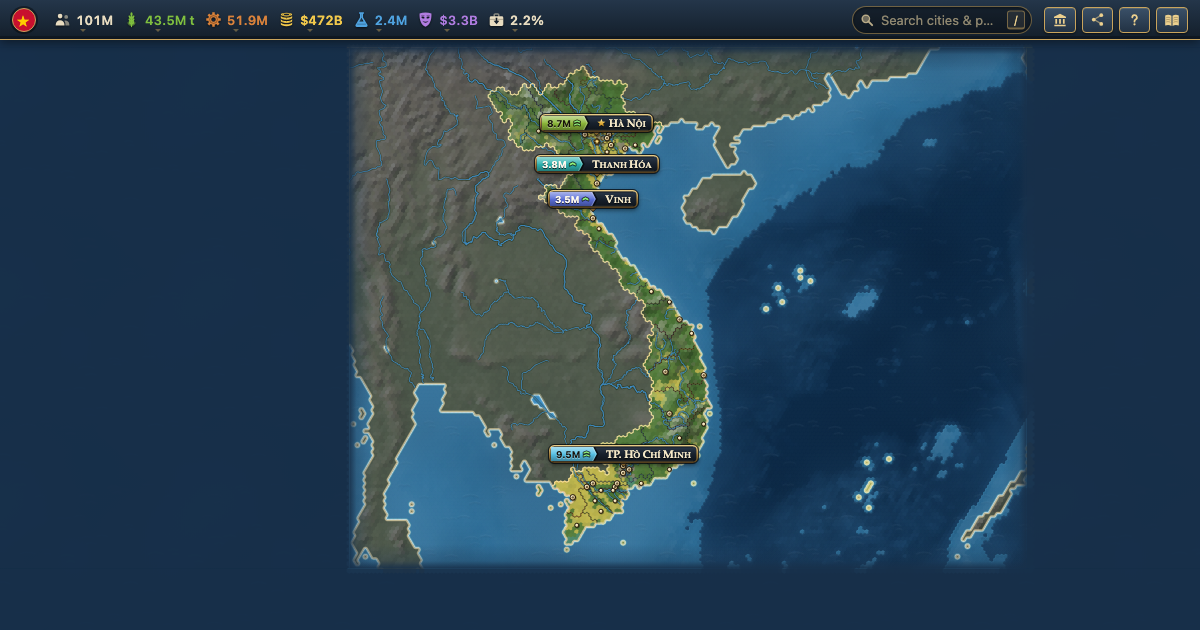 101M 43.5M t 51.9M $472B 2.4M $3.3B 2.2% Search cities & p... / ?
8.7M HÀ NỘI
3.8M THANH HÓA
3.5M VINH
9.5M TP. HỒ CHÍ MINH